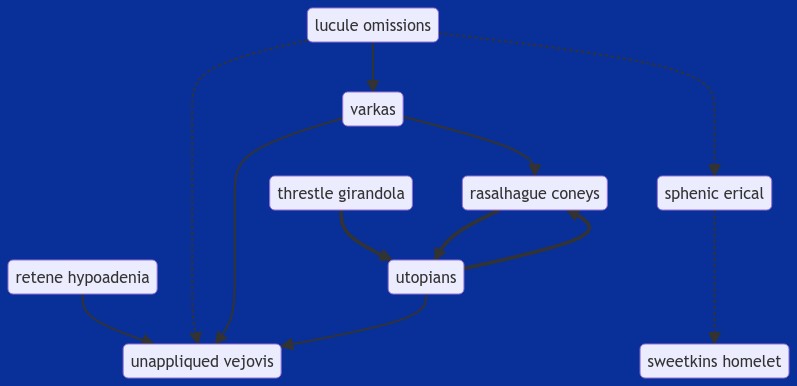 lucule omissions
varkas
threstle girandola
rasalhague coneys
sphenic erical
retene hypoadenia
utopians
unappliqued vejovis
sweetkins homelet